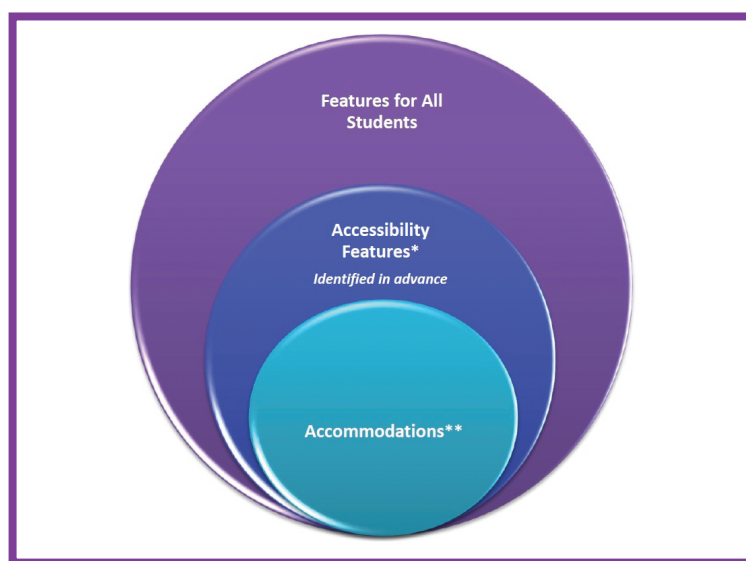 Features for All
Students
Accessibility
Features*
Identified in advance
Accommodations**